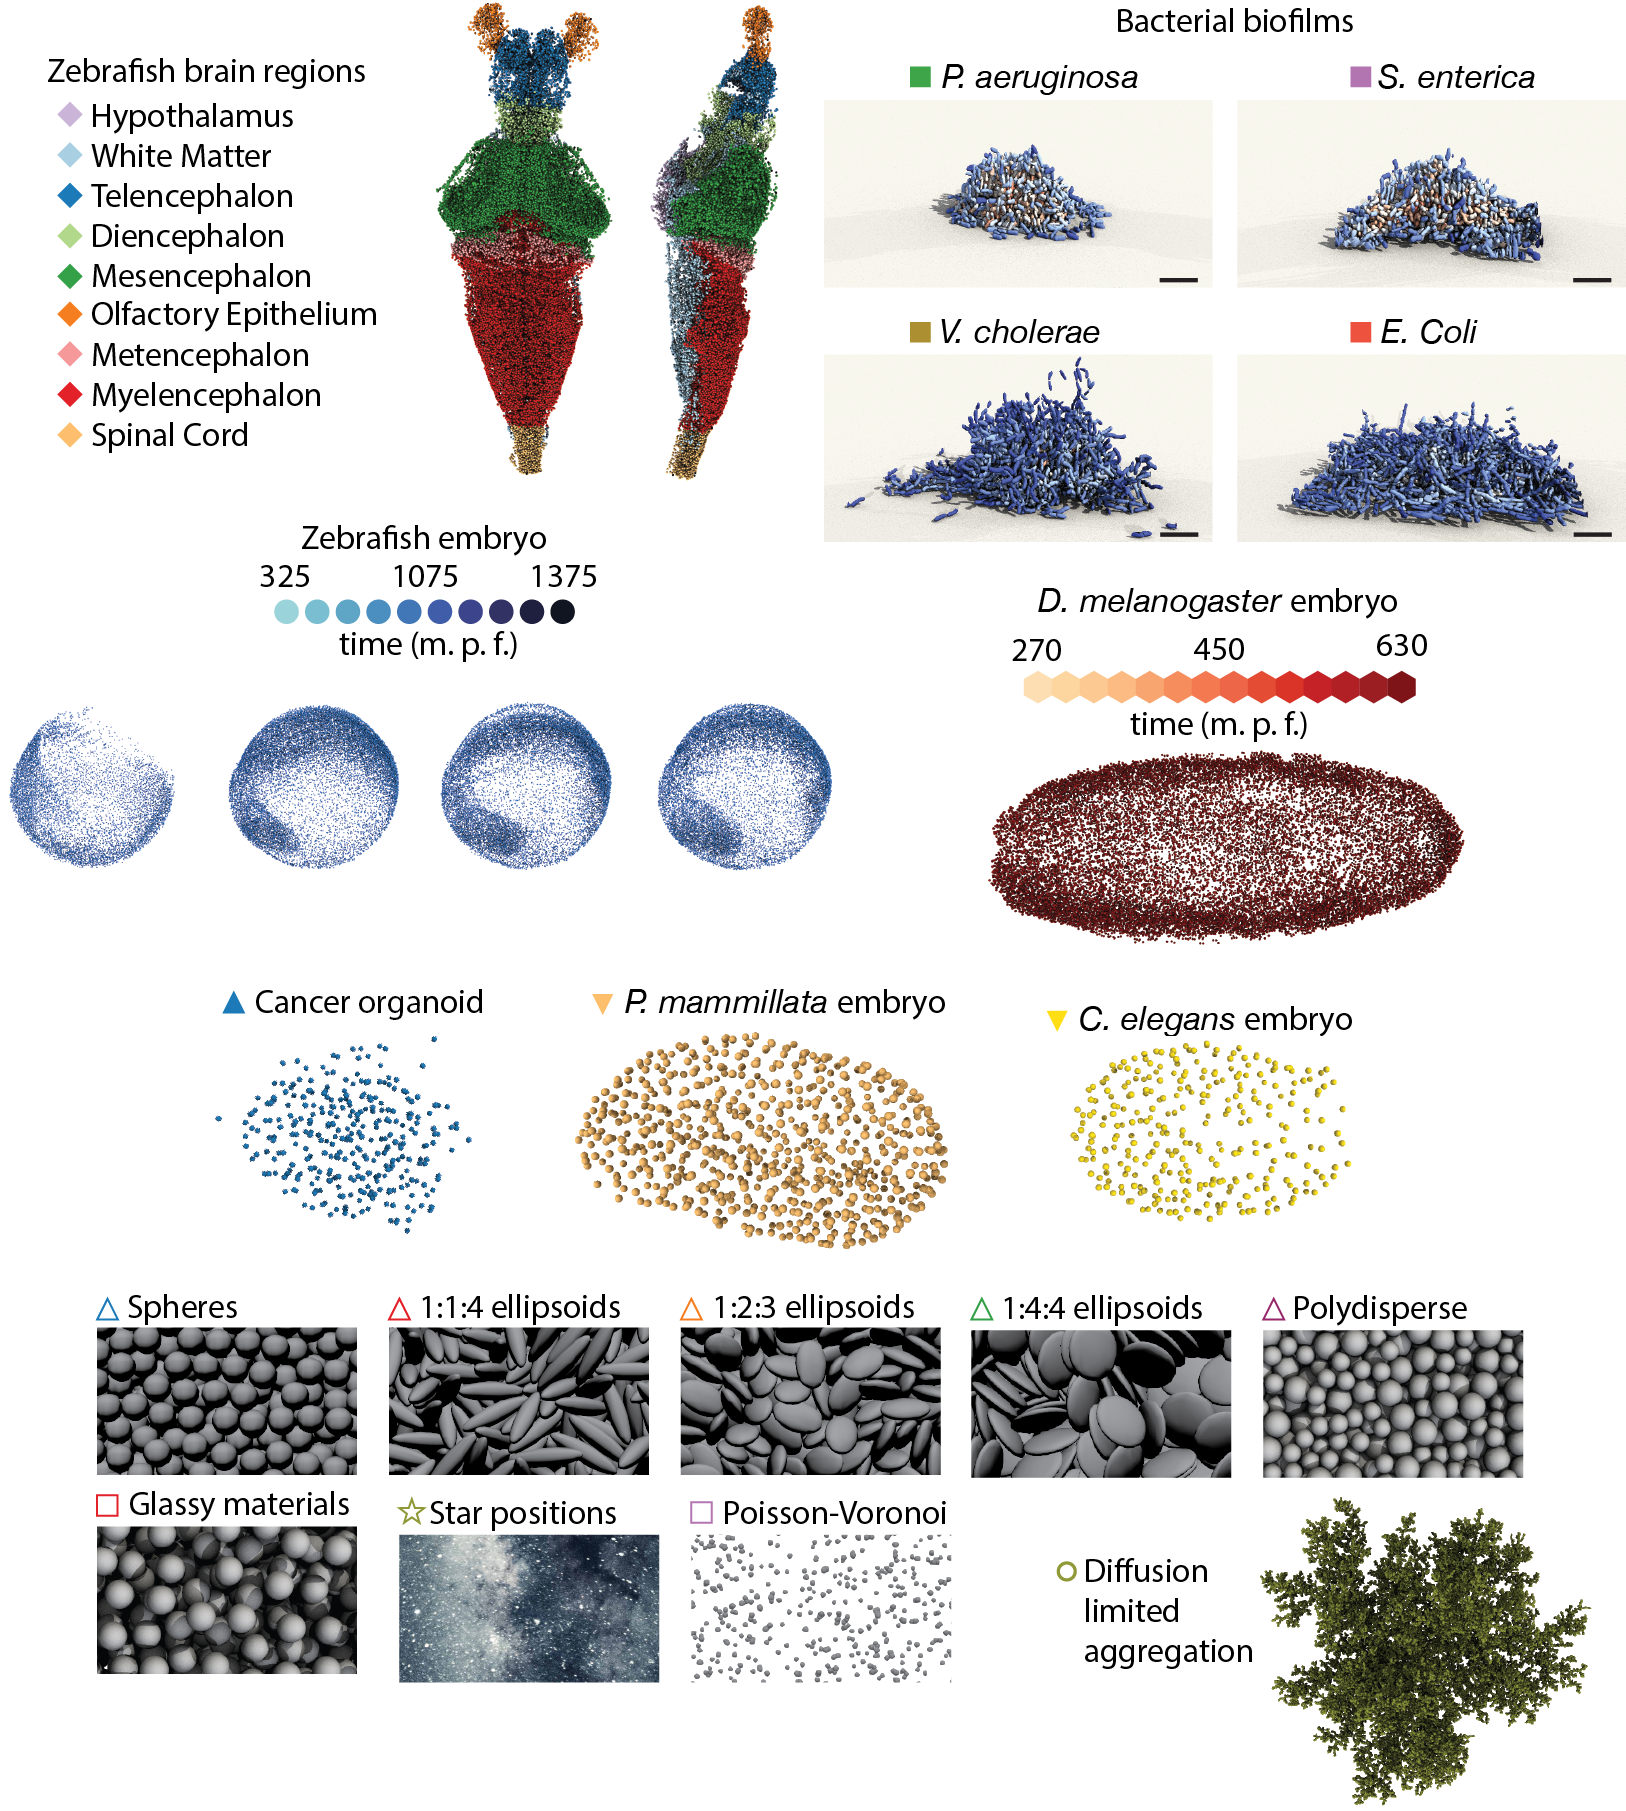 Zebrafish brain regions
Hypothalamus
White Matter
Telencephalon
Diencephalon
Mesencephalon
Olfactory Epithelium
Metencephalon
Myelencephalon
Spinal Cord
Bacterial biofilms
P. aeruginosa
S. enterica
V. cholerae
E. Coli
Zebrafish embryo
325 1075 1375
time (m. p. f.)
D. melanogaster embryo
270 450 630
time (m. p. f.)
Cancer organoid
P. mammillata embryo
C. elegans embryo
Spheres
1:1:4 ellipsoids
1:2:3 ellipsoids
1:4:4 ellipsoids
Polydisperse
Glassy materials
Star positions
Poisson-Voronoi
Diffusion
limited
aggregation